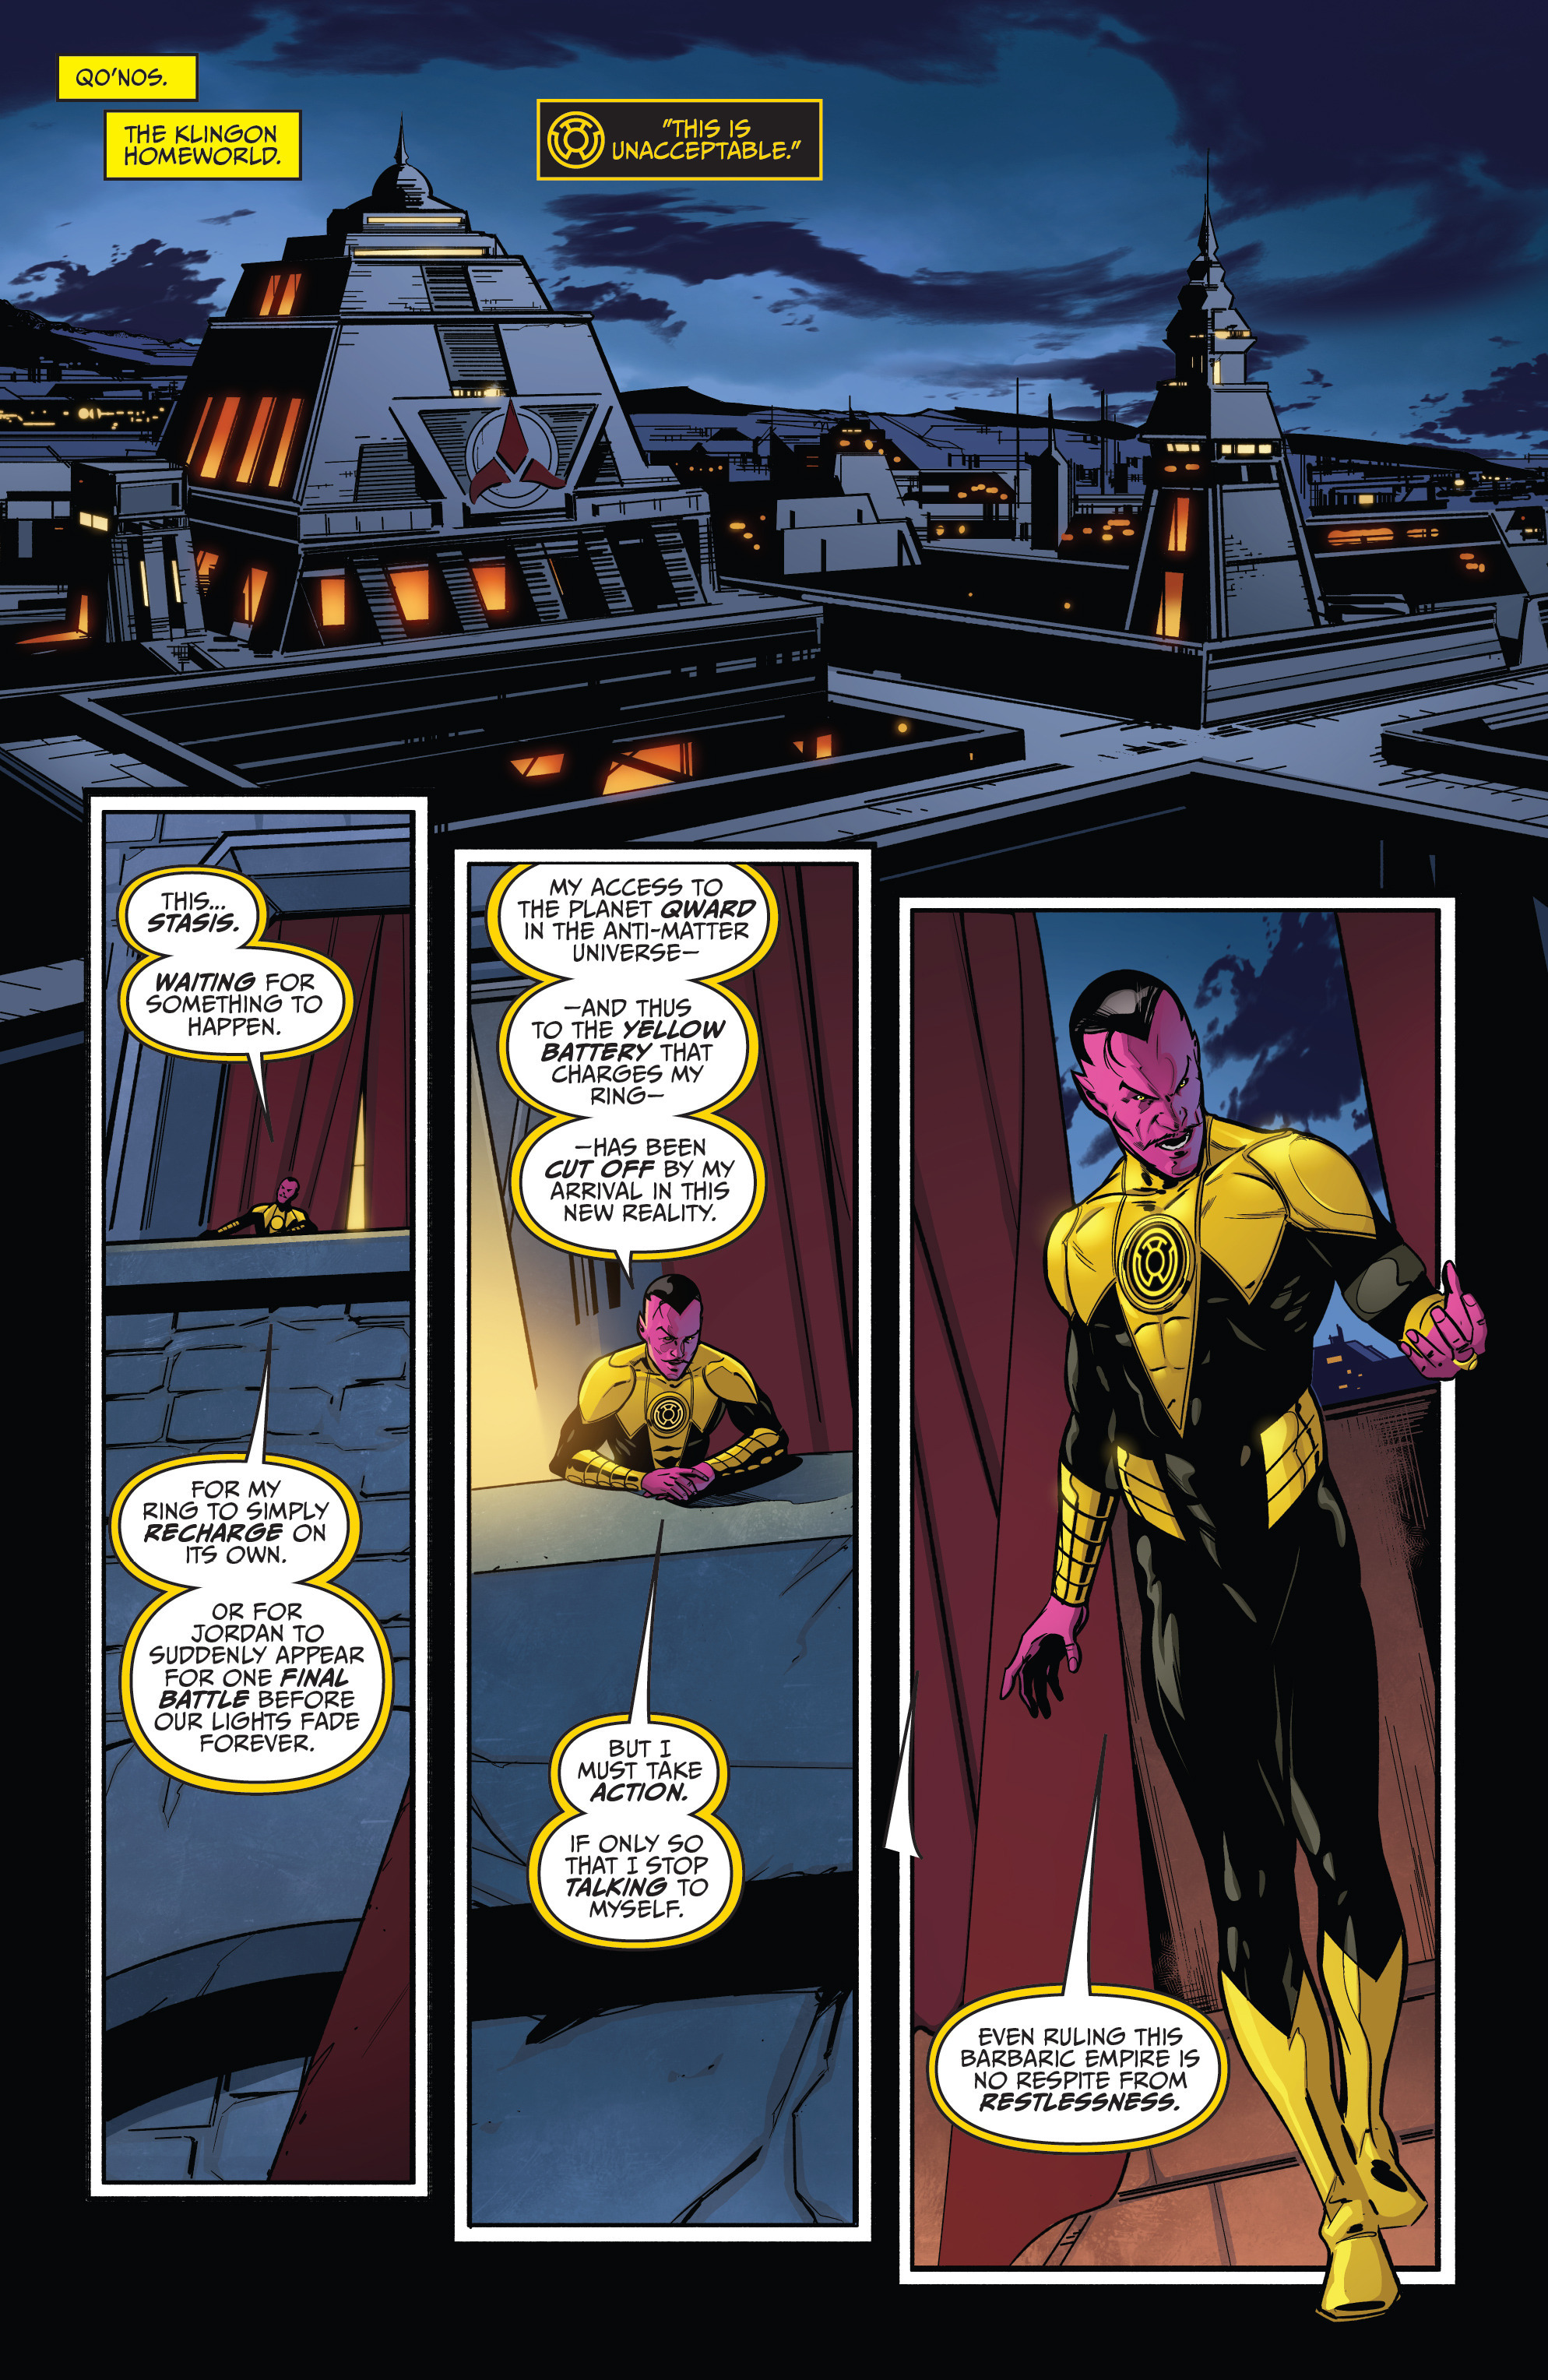 QO'NOS.
THE KLINGON
HOMEWORLD.
"THIS IS
UNACCEPTABLE."
THIS...
STASIS.
WAITING FOR
SOMETHING TO
HAPPEN.
FOR MY
RING TO SIMPLY
RECHARGE ON
ITS OWN.
OR FOR
JORDAN TO
SUDDENLY APPEAR
FOR ONE FINAL
BATTLE BEFORE
OUR LIGHTS FADE
FOREVER.
MY ACCESS TO
THE PLANET QWARD
IN THE ANTI-MATTER
UNIVERSE—
—AND THUS
TO THE YELLOW
BATTERY THAT
CHARGES MY
RING—
—HAS BEEN
CUT OFF BY MY
ARRIVAL IN THIS
NEW REALITY.
BUT I
MUST TAKE
ACTION.
IF ONLY SO
THAT I STOP
TALKING TO
MYSELF.
EVEN RULING THIS
BARBARIC EMPIRE IS
NO RESPITE FROM
RESTLESSNESS.